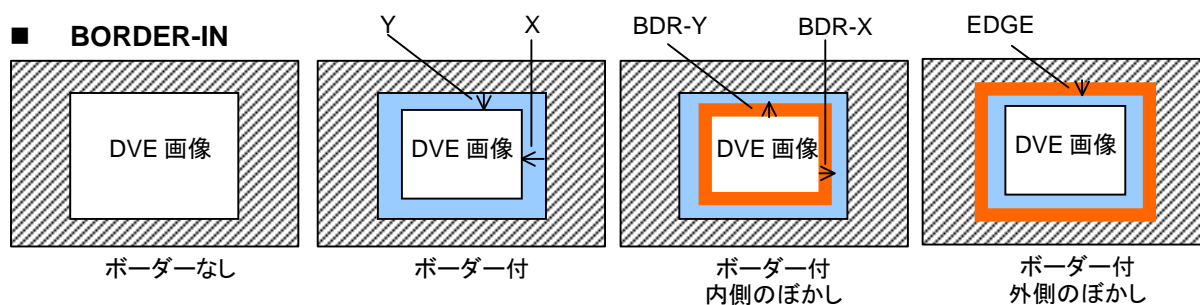 ■ BORDER-IN
Y
X
BDR-Y
BDR-X
EDGE
DVE 画像
DVE 画像
DVE 画像
DVE 画像
ボーダーなし
ボーダー付
ボーダー付
内側のぼかし
ボーダー付
外側のぼかし